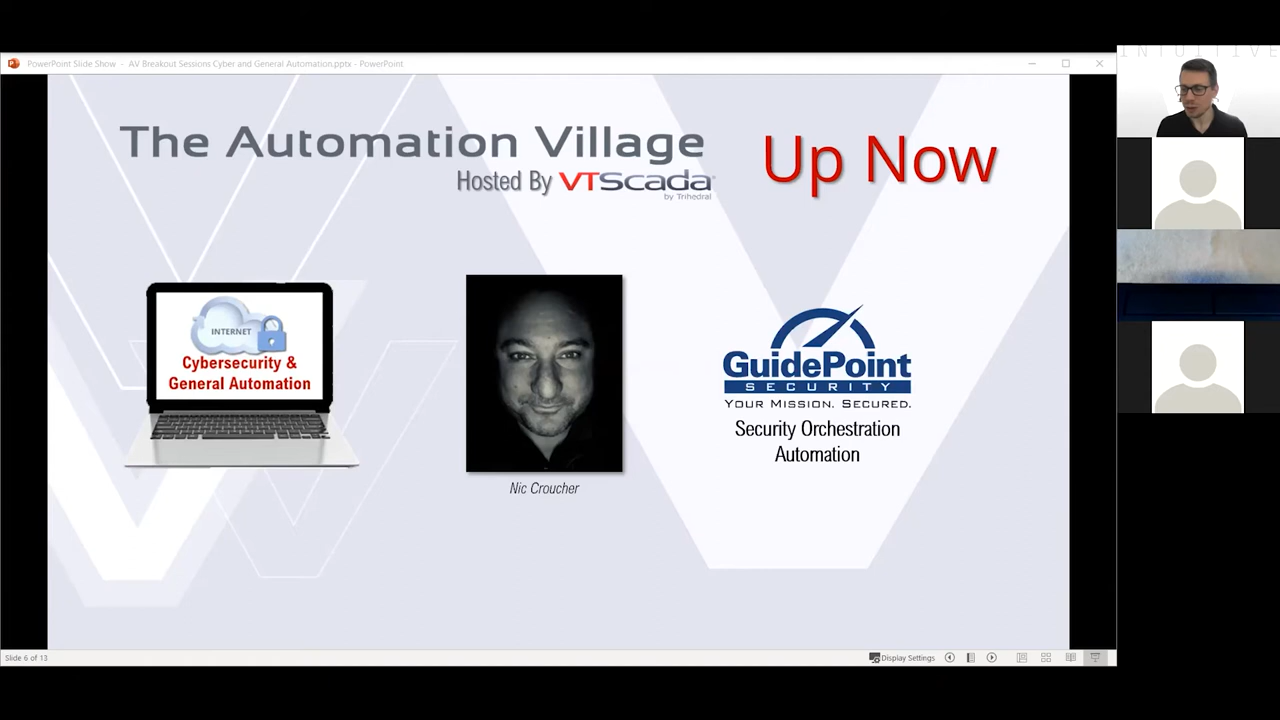 PowerPoint Slide Show - AV Breakout Sessions Cyber and General Automation.pptx - PowerPoint
INTUITIVE
The Automation Village
Hosted By VTScada
by Trihedral
Up Now
INTERNET
Cybersecurity &
General Automation
GuidePoint
SECURITY
YOUR MISSION. SECURED.
Security Orchestration
Automation
Nic Croucher
Slide 6 of 13
Display Settings